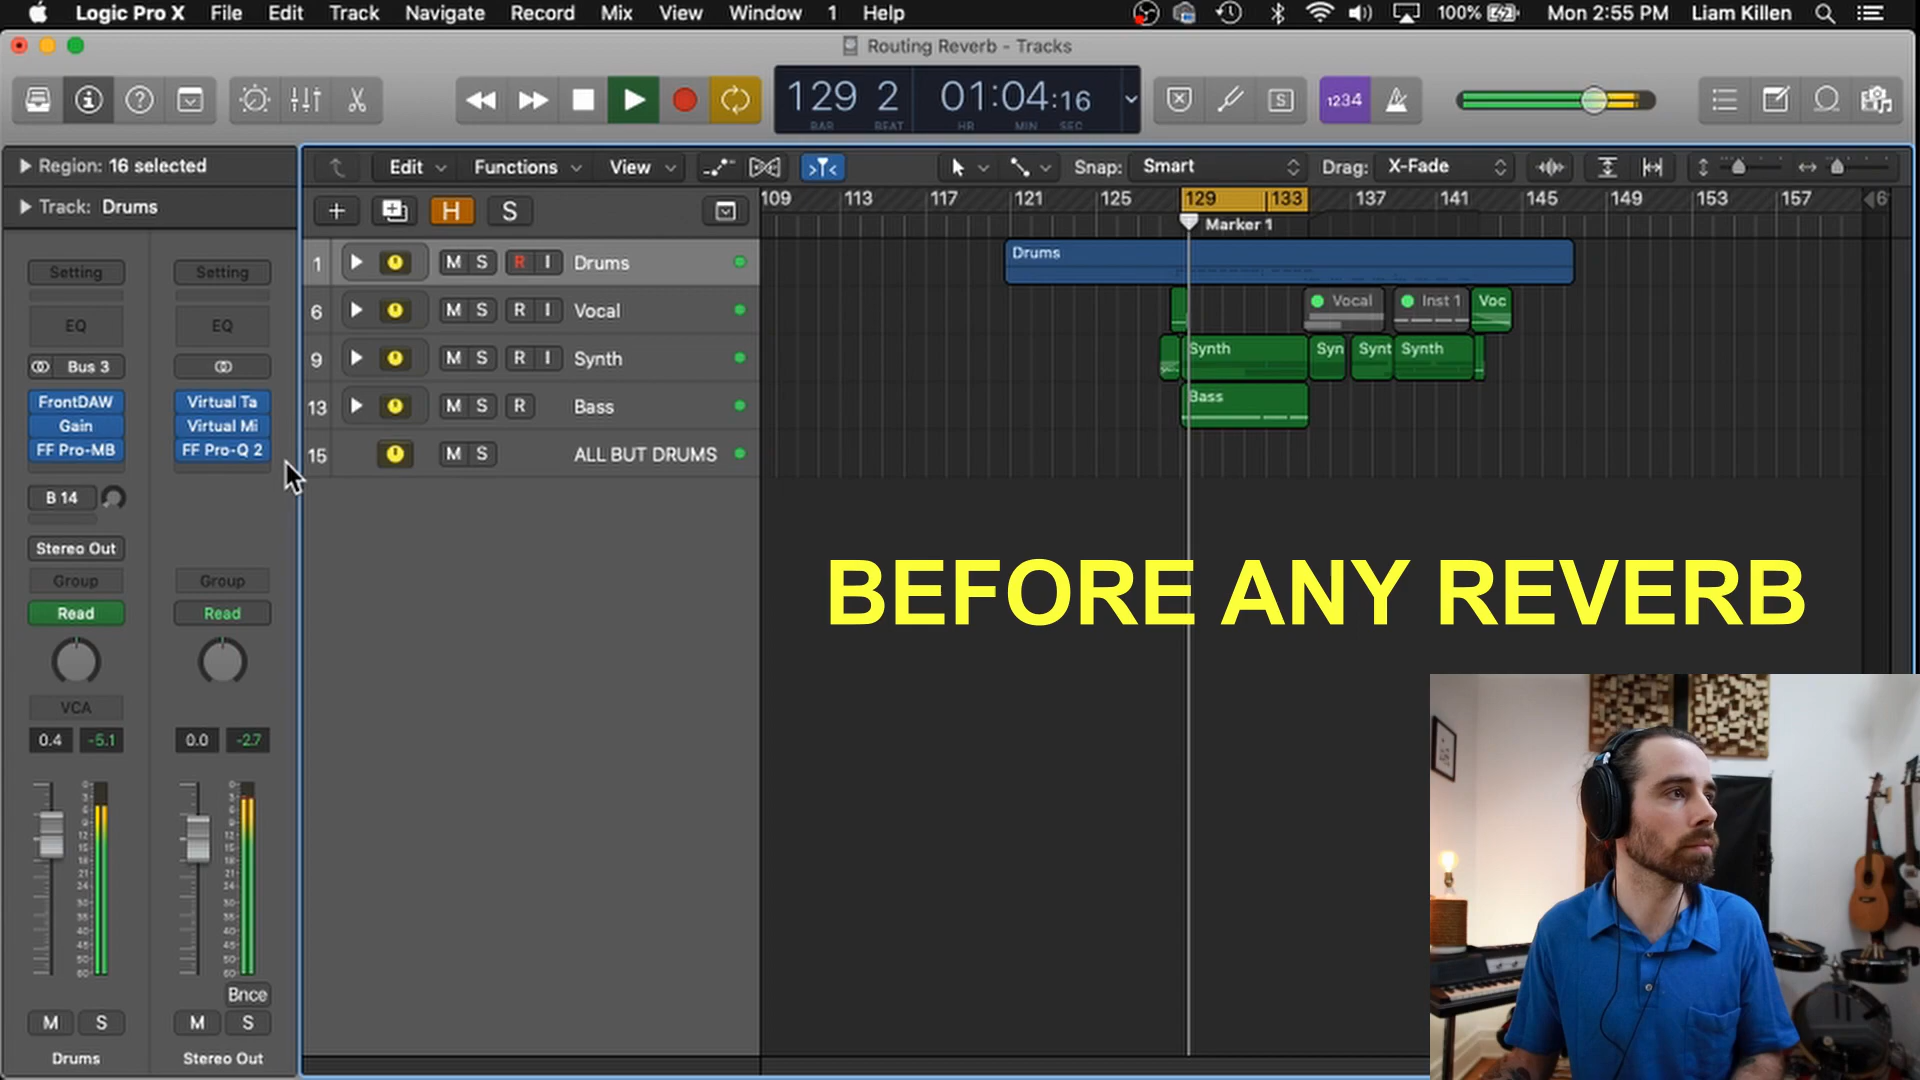 Logic Pro X File Edit Track Navigate Record Mix View Window 1 Help 100% Mon 2:55 PM Liam Killen
Routing Reverb - Tracks
129 2 01:04:16
BAR BEAT HR MIN SEC
S 1234
Region: 16 selected
Edit Functions View Snap: Smart Drag: X-Fade
Track: Drums
H S
109 113 117 121 125 129 133 137 141 145 149 153 157
Marker 1
1 M S R I Drums
Drums
6 M S R I Vocal
Vocal Inst 1 Voc
9 M S R I Synth
Synth Syn Synt Synth
13 M S R Bass
Bass
15 M S ALL BUT DRUMS
Setting Setting
EQ EQ
Bus 3
FrontDAW Virtual Ta
Gain Virtual Mi
FF Pro-MB FF Pro-Q 2
B 14
Stereo Out
Group Group
Read Read
VCA
0.4 -5.1 0.0 -2.7
Bnce
M S M S
Drums Stereo Out
BEFORE ANY REVERB